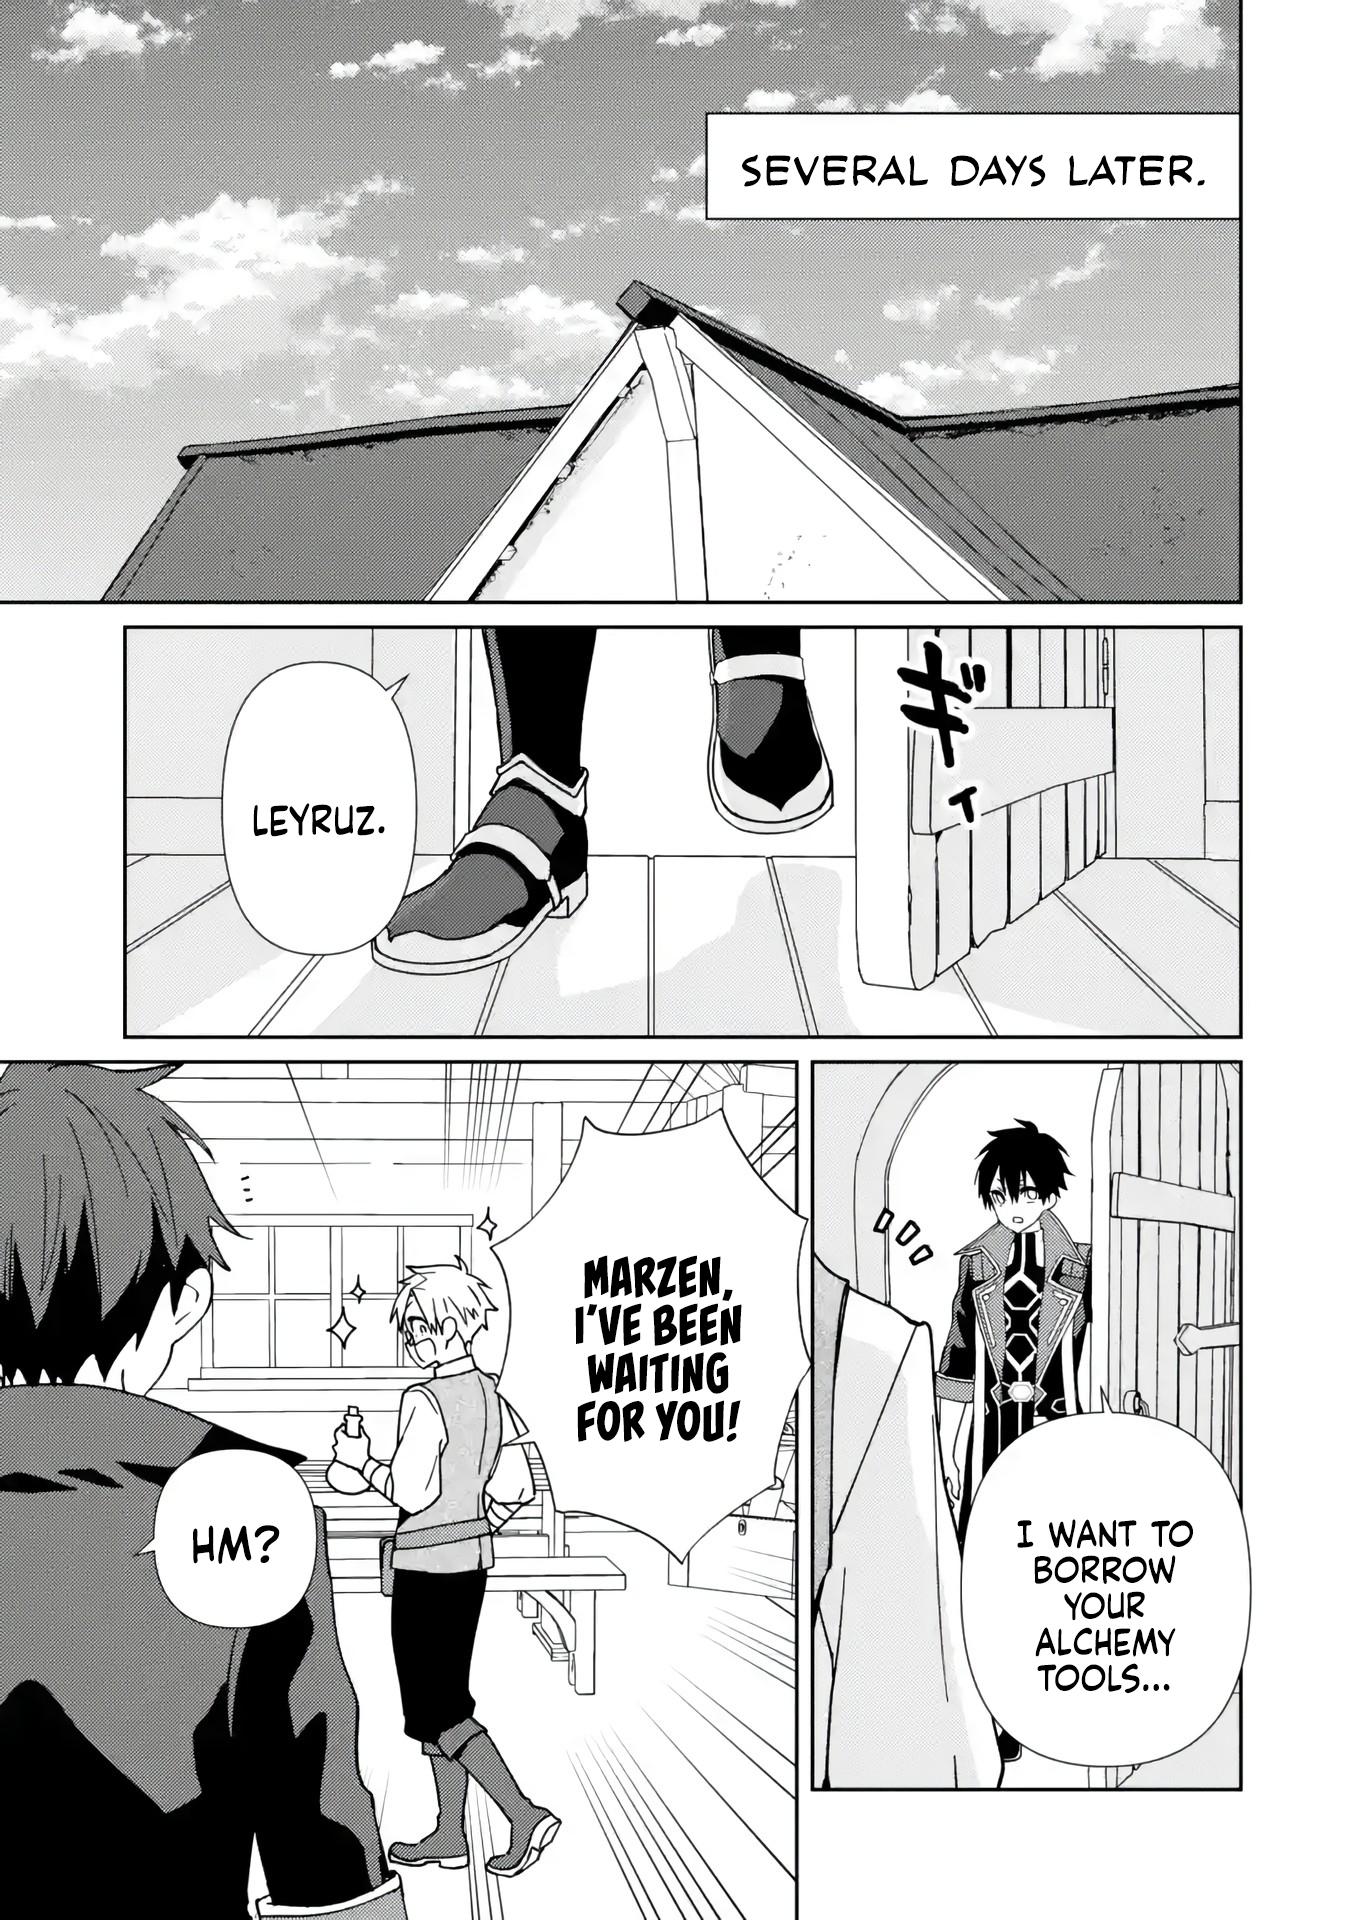 SEVERAL DAYS LATER.
ギィ
LEYRUZ.
I WANT TO
BORROW
YOUR
ALCHEMY
TOOLS...
MARZEN,
I'VE BEEN
WAITING
FOR YOU!
HM?